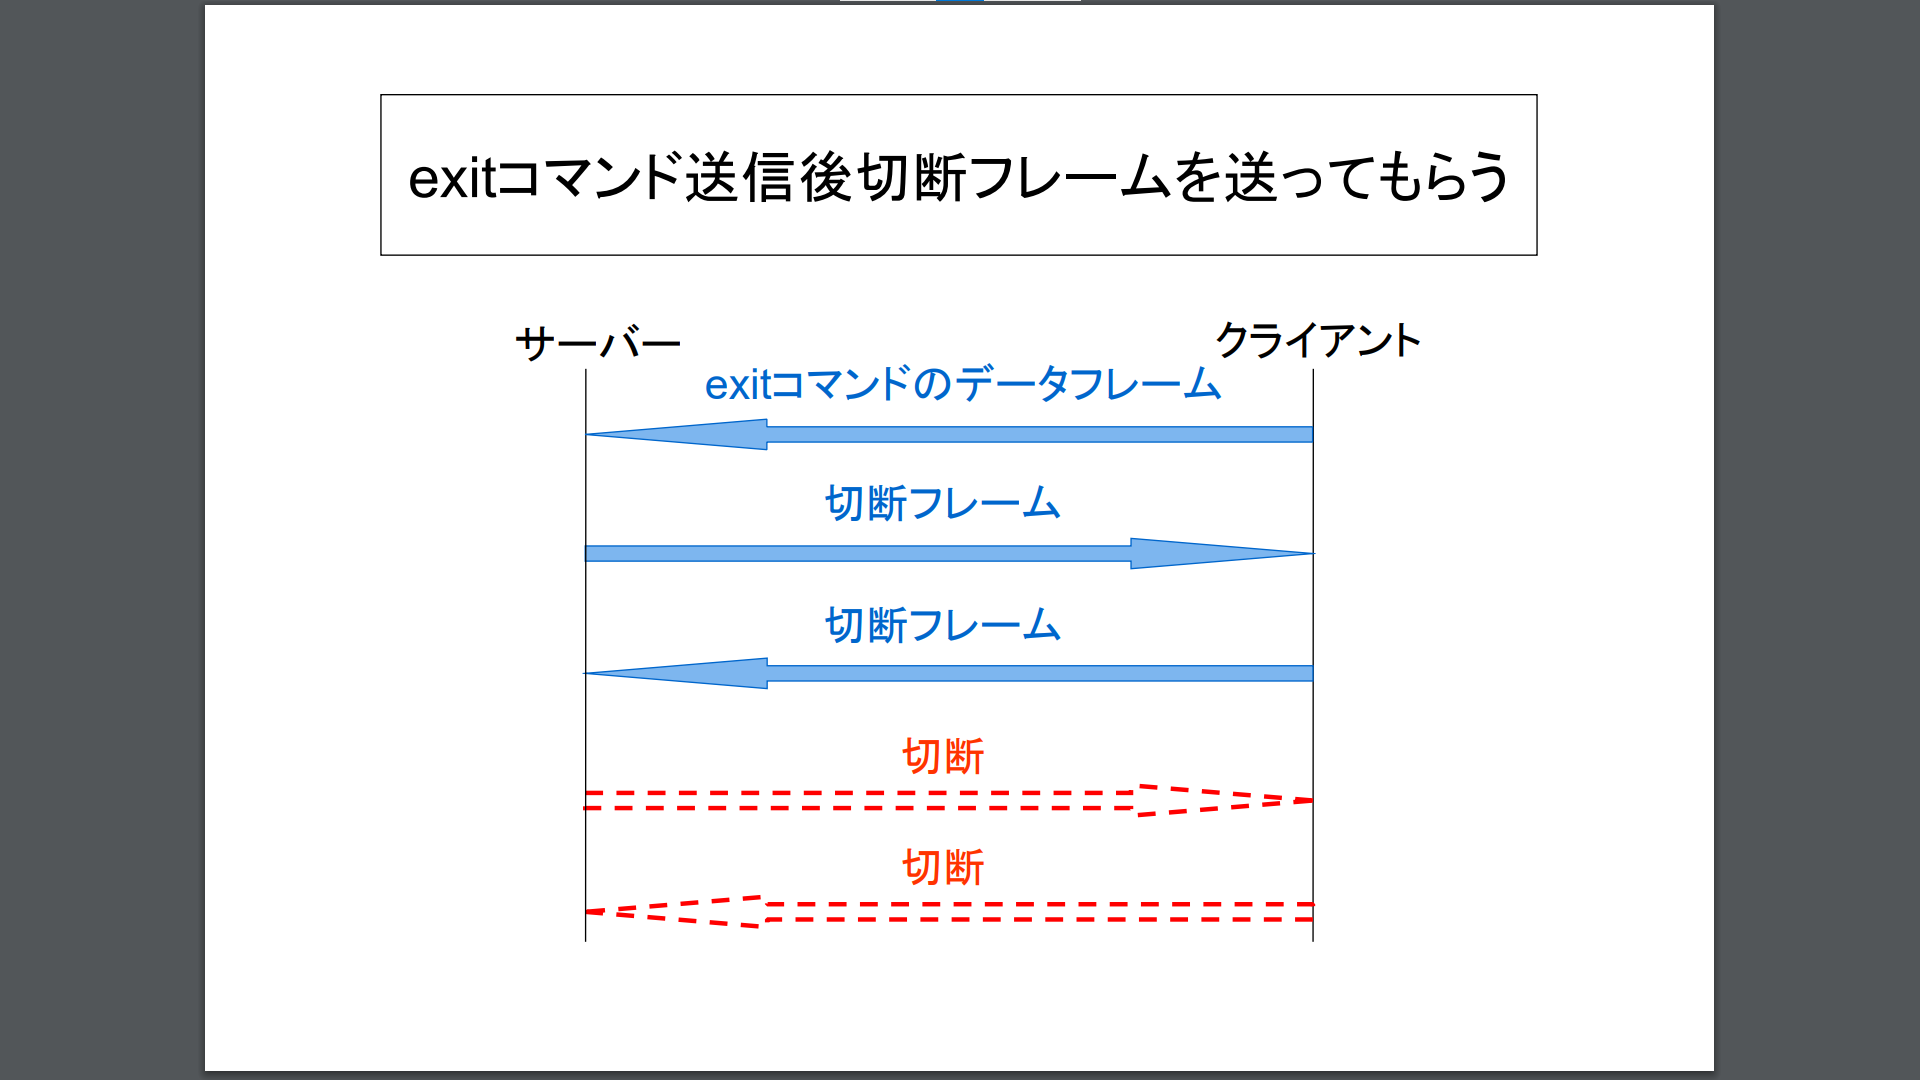 exitコマンド送信後切断フレームを送ってもらう
サーバー
クライアント
exitコマンドのデータフレーム
切断フレーム
切断フレーム
切断
切断